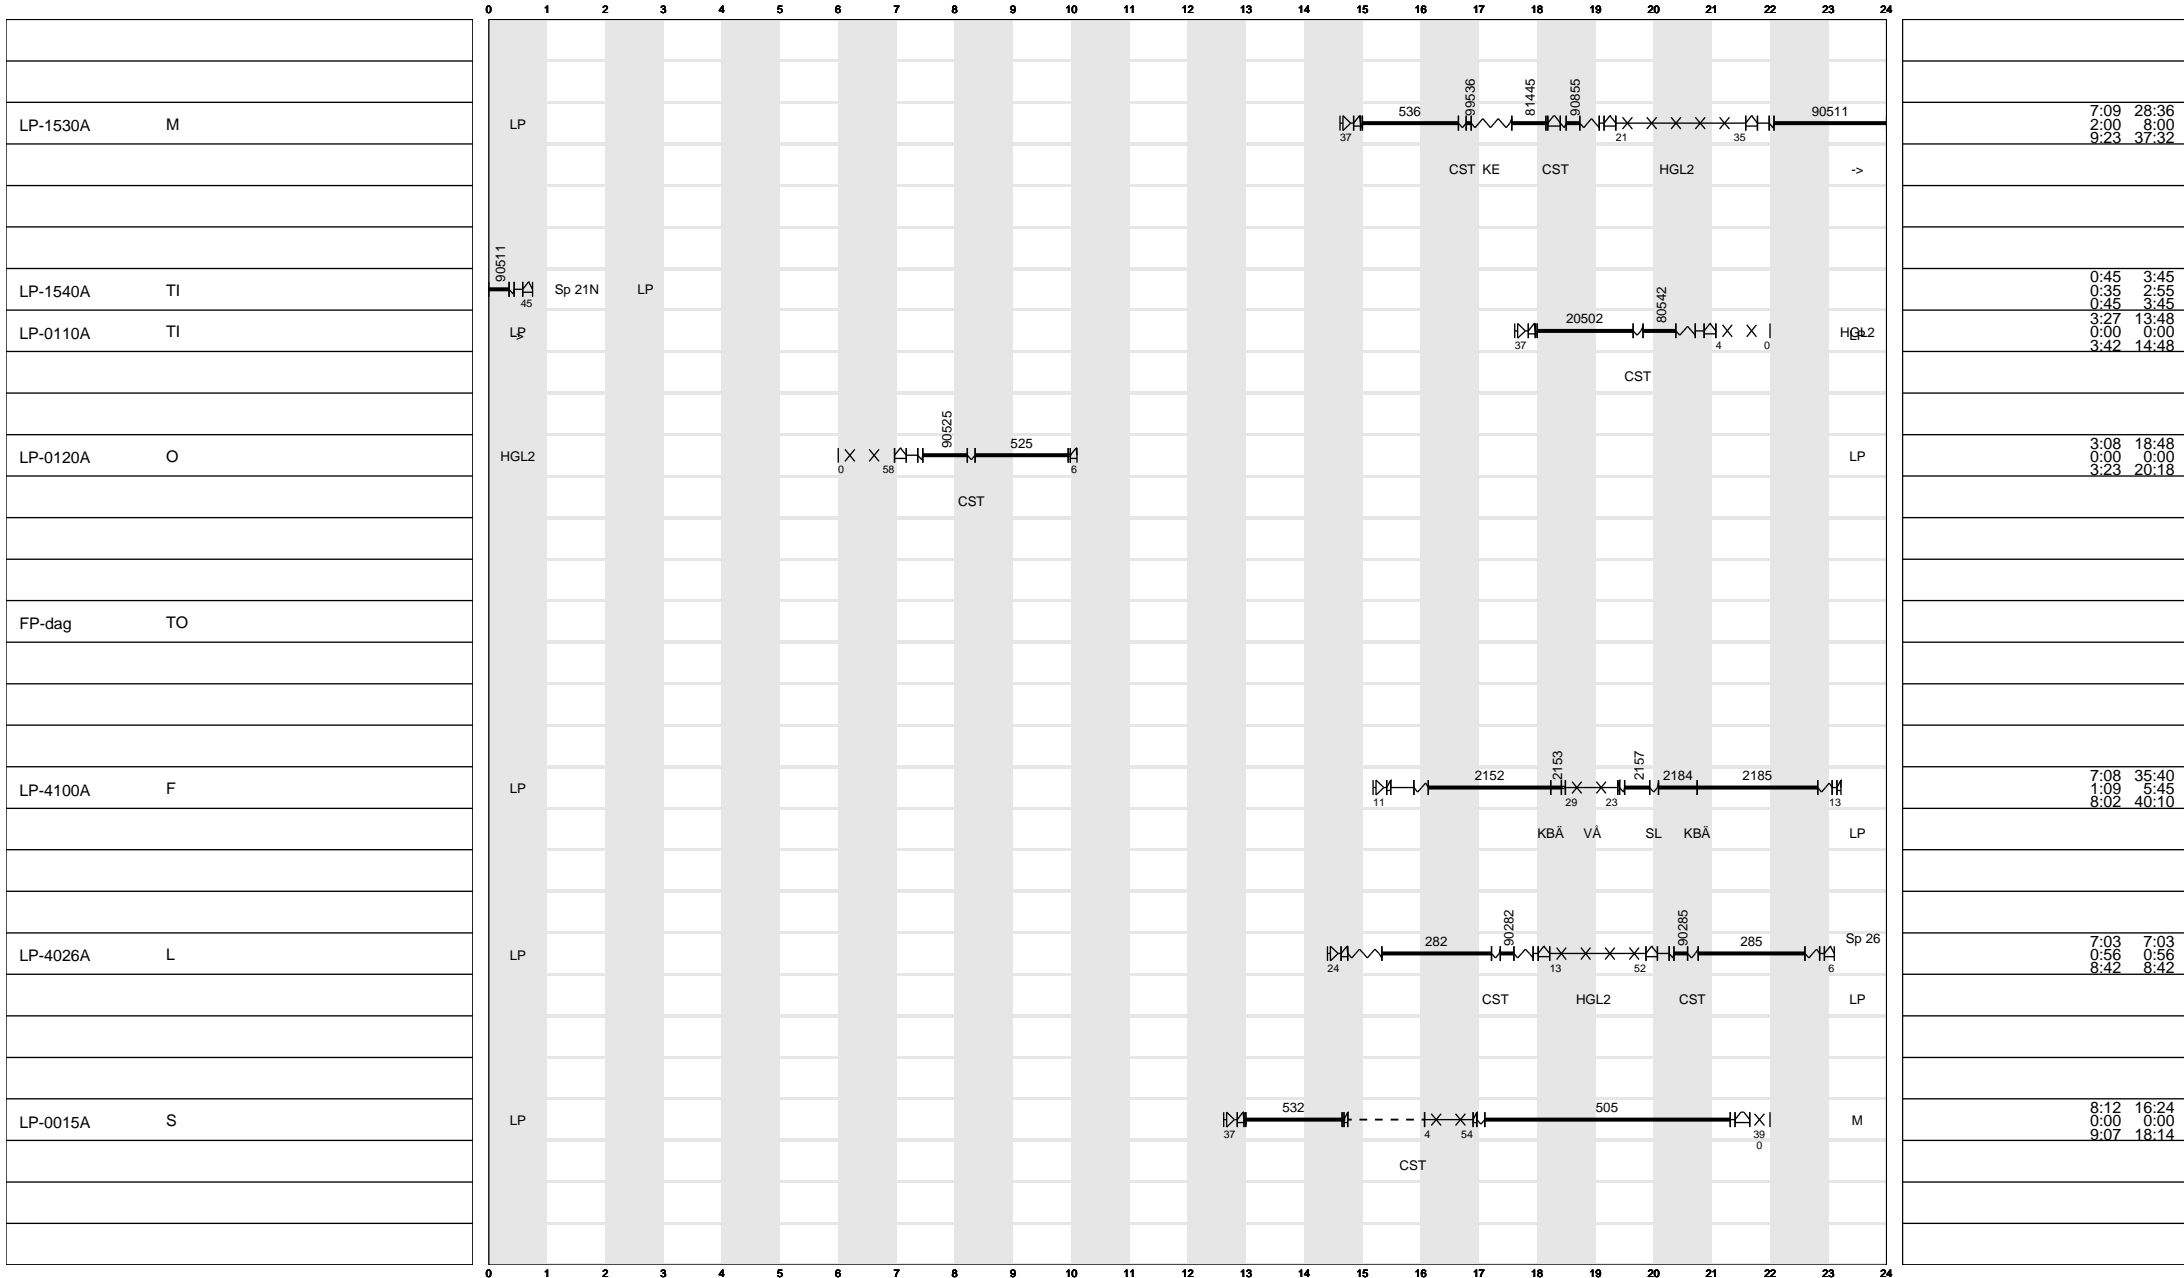 0 1 2 3 4 5 6 7 8 9 10 11 12 13 14 15 16 17 18 19 20 21 22 23 24
LP-1530A M LP 37 536 99536 81445 90855 21 35 90511 7:09 28:36
2:00 8:00
9:23 37:32
CST KE CST HGL2 ->
LP-1540A TI 90511 45 Sp 21N LP 0:45 3:45
0:35 2:55
0:45 3:45
LP-0110A TI LP -> 37 20502 80542 4 0 HGL2 LP 3:27 13:48
0:00 0:00
3:42 14:48
CST
LP-0120A O HGL2 0 58 90525 525 6 LP 3:08 18:48
0:00 0:00
3:23 20:18
CST
FP-dag TO
LP-4100A F LP 11 2152 2153 29 23 2157 2184 2185 13 7:08 35:40
1:09 5:45
8:02 40:10
KBÄ VÅ SL KBÄ LP
LP-4026A L LP 24 282 90282 13 52 90285 285 6 Sp 26 7:03 7:03
0:56 0:56
8:42 8:42
CST HGL2 CST LP
LP-0015A S LP 37 532 4 54 505 39 0 M 8:12 16:24
0:00 0:00
9:07 18:14
CST
0 1 2 3 4 5 6 7 8 9 10 11 12 13 14 15 16 17 18 19 20 21 22 23 24